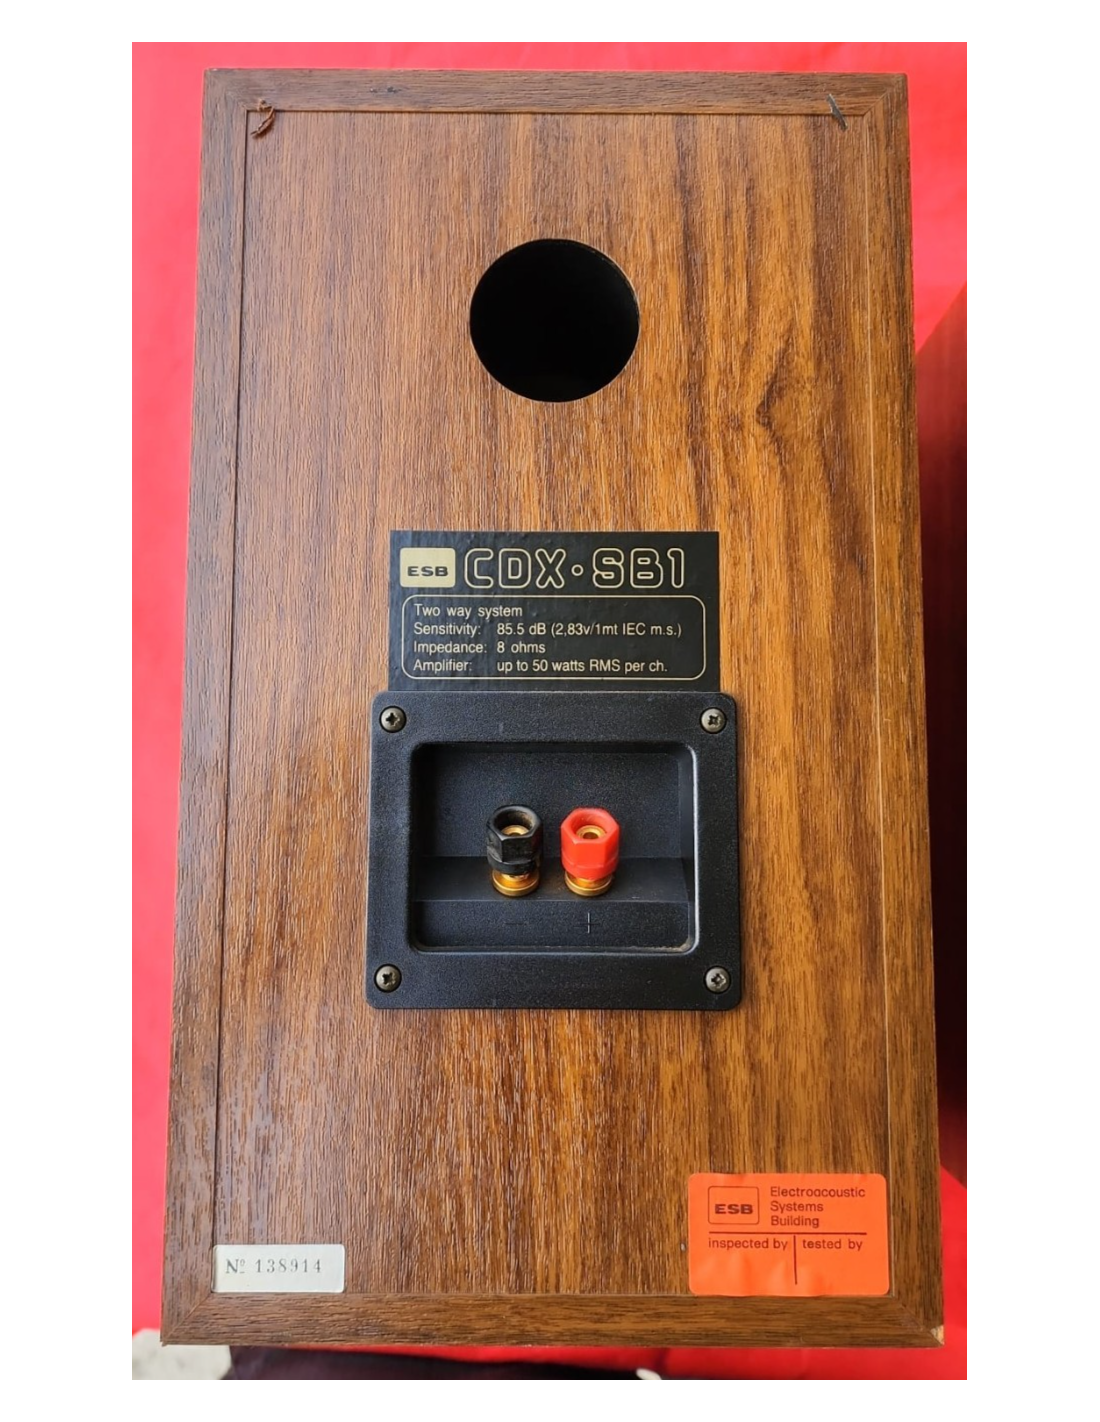 ESB CDX·SB1
Two way system
Sensitivity: 85.5 dB (2,83v/1mt IEC m.s.)
Impedance: 8 ohms
Amplifier: up to 50 watts RMS per ch.
— +
Nº 138914
ESB
Electroacoustic
Systems
Building
inspected by
tested by